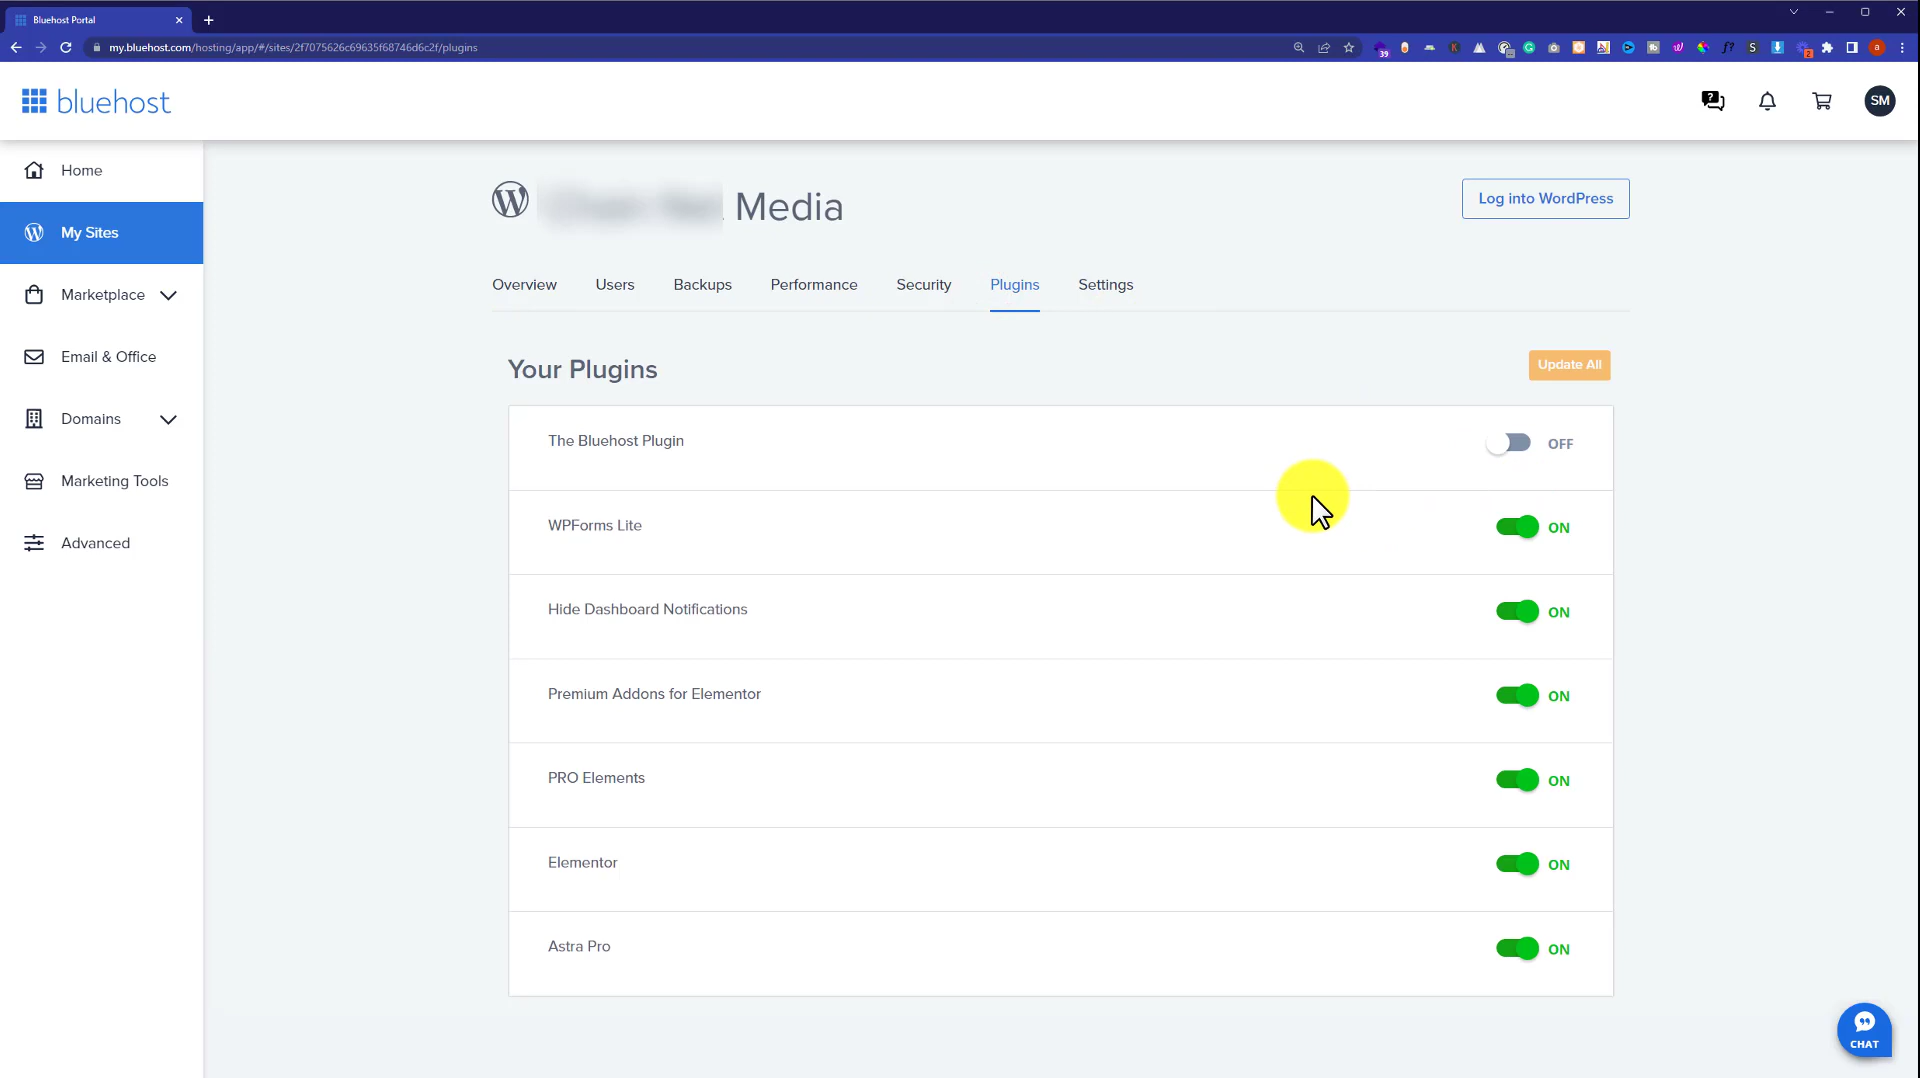 Bluehost Portal
my.bluehost.com/hosting/app/#/sites/2f7075626c69635f68746d6c2f/plugins
39
2
a
bluehost
SM
Home
My Sites
Marketplace
Email & Office
Domains
Marketing Tools
Advanced
Media
Log into WordPress
Overview Users Backups Performance Security Plugins Settings
Your Plugins
Update All
The Bluehost Plugin OFF
WPForms Lite ON
Hide Dashboard Notifications ON
Premium Addons for Elementor ON
PRO Elements ON
Elementor ON
Astra Pro ON
CHAT